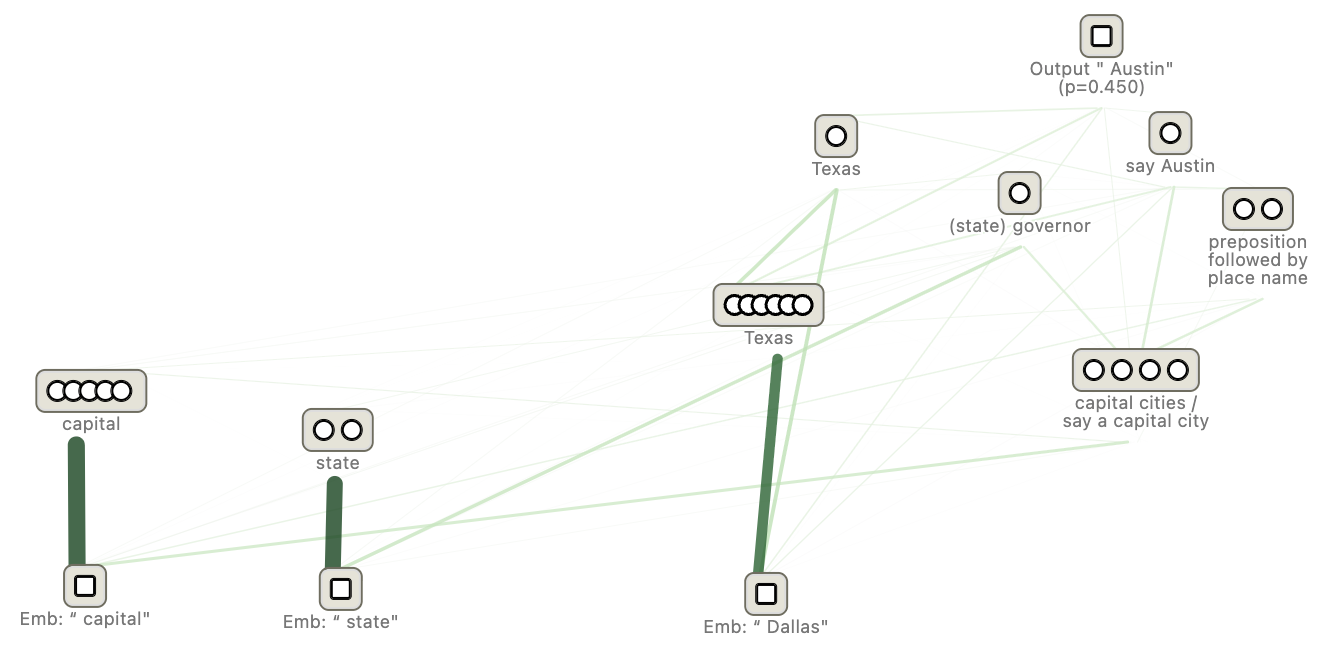 Output " Austin"
(p=0.450)
Texas
say Austin
(state) governor
preposition
followed by
place name
Texas
capital cities /
say a capital city
capital
state
Emb: “ capital"
Emb: “ state"
Emb: “ Dallas"